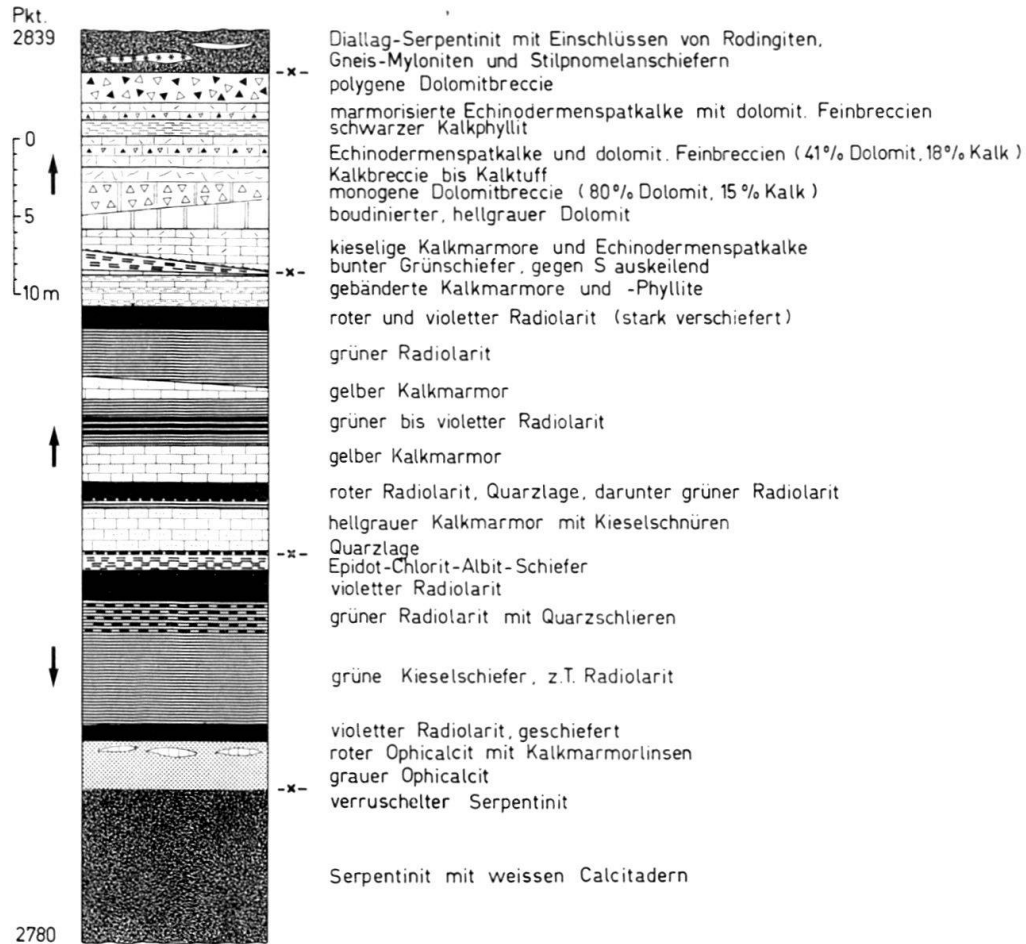 Pkt.
2839
Diallag-Serpentinit mit Einschlüssen von Rodingiten,
Gneis-Myloniten und Stilpnomelanschiefern
-x-
polygene Dolomitbreccie
marmorisierte Echinodermenspatkalke mit dolomit. Feinbreccien
schwarzer Kalkphyllit
0
Echinodermenspatkalke und dolomit. Feinbreccien (41% Dolomit, 18% Kalk)
Kalkbreccie bis Kalktuff
monogene Dolomitbreccie (80% Dolomit, 15% Kalk)
5
boudinierter, hellgrauer Dolomit
kieselige Kalkmarmore und Echinodermenspatkalke
-x-
bunter Grünschiefer, gegen S auskeilend
10m
gebänderte Kalkmarmore und -Phyllite
roter und violetter Radiolarit (stark verschiefert)
grüner Radiolarit
gelber Kalkmarmor
grüner bis violetter Radiolarit
gelber Kalkmarmor
roter Radiolarit, Quarzlage, darunter grüner Radiolarit
hellgrauer Kalkmarmor mit Kieselschnüren
-x-
Quarzlage
Epidot-Chlorit-Albit-Schiefer
violetter Radiolarit
grüner Radiolarit mit Quarzschlieren
grüne Kieselschiefer, z.T. Radiolarit
violetter Radiolarit, geschiefert
roter Ophicalcit mit Kalkmarmorlinsen
grauer Ophicalcit
-x-
verruschelter Serpentinit
Serpentinit mit weissen Calcitadern
2780